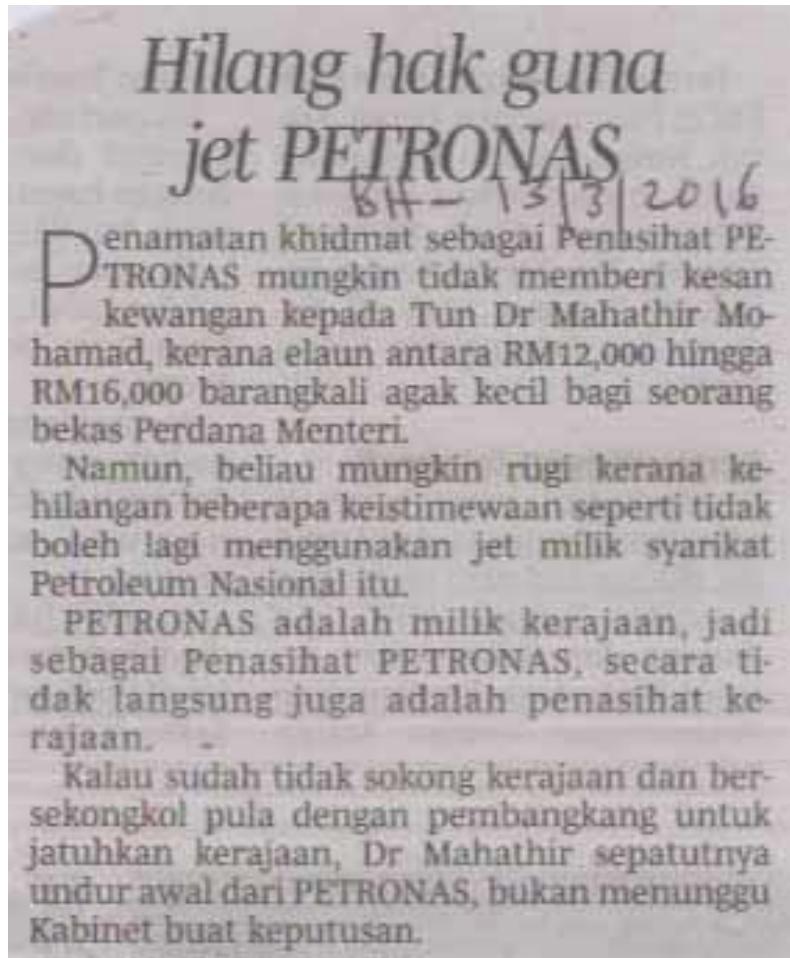 Hilang hak guna
jet PETRONAS
BH - 13/3/2016
Penamatan khidmat sebagai Penasihat PE-
TRONAS mungkin tidak memberi kesan
kewangan kepada Tun Dr Mahathir Mo-
hamad, kerana elaun antara RM12,000 hingga
RM16,000 barangkali agak kecil bagi seorang
bekas Perdana Menteri.
Namun, beliau mungkin rugi kerana ke-
hilangan beberapa keistimewaan seperti tidak
boleh lagi menggunakan jet milik syarikat
Petroleum Nasional itu.
PETRONAS adalah milik kerajaan, jadi
sebagai Penasihat PETRONAS, secara ti-
dak langsung juga adalah penasihat ke-
rajaan.
Kalau sudah tidak sokong kerajaan dan ber-
sekongkol pula dengan pembangkang untuk
jatuhkan kerajaan, Dr Mahathir sepatutnya
undur awal dari PETRONAS, bukan menunggu
Kabinet buat keputusan.